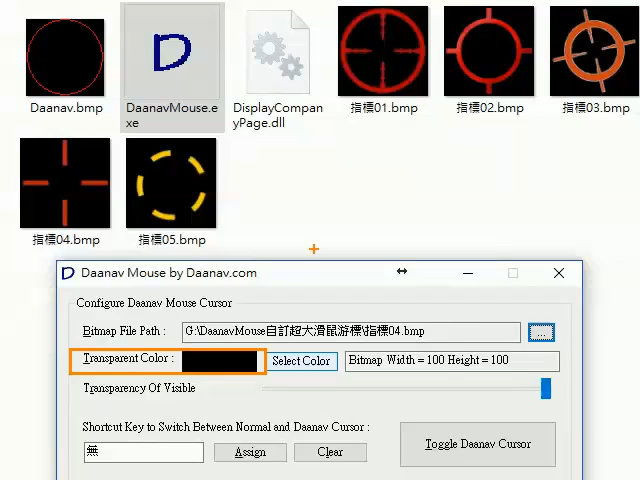 Daanav.bmp
DaanavMouse.e
xe
DisplayCompan
yPage.dll
指標01.bmp
指標02.bmp
指標03.bmp
指標04.bmp
指標05.bmp
D Daanav Mouse by Daanav.com
Configure Daanav Mouse Cursor
Bitmap File Path : G:\DaanavMouse自訂超大滑鼠游標\指標04.bmp ...
Transparent Color : Select Color Bitmap Width = 100 Height = 100
Transparency Of Visible
Shortcut Key to Switch Between Normal and Daanav Cursor :
無 Assign Clear Toggle Daanav Cursor